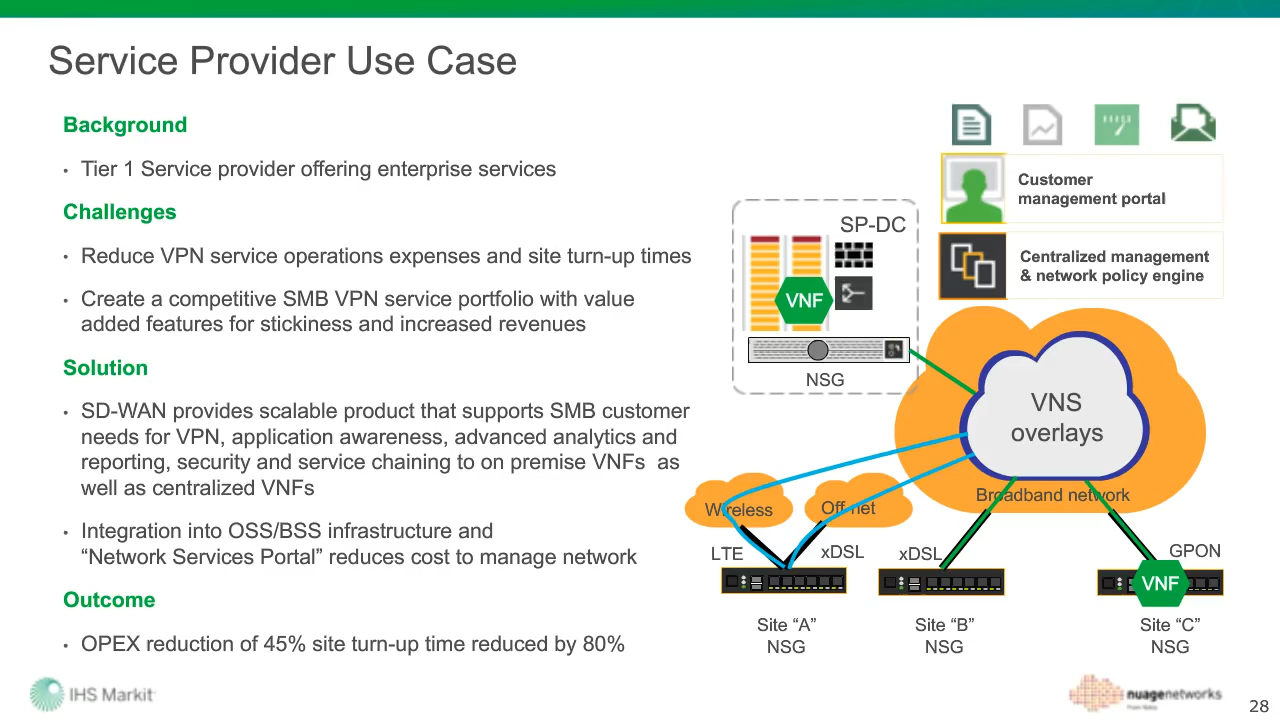 Service Provider Use Case
Background
• Tier 1 Service provider offering enterprise services
Challenges
• Reduce VPN service operations expenses and site turn-up times
• Create a competitive SMB VPN service portfolio with value
added features for stickiness and increased revenues
Solution
• SD-WAN provides scalable product that supports SMB customer
needs for VPN, application awareness, advanced analytics and
reporting, security and service chaining to on premise VNFs as
well as centralized VNFs
• Integration into OSS/BSS infrastructure and
“Network Services Portal” reduces cost to manage network
Outcome
• OPEX reduction of 45% site turn-up time reduced by 80%
Customer
management portal
Centralized management
& network policy engine
SP-DC
VNF
NSG
VNS
overlays
Broadband network
Wireless
Off-net
LTE
xDSL
xDSL
GPON
VNF
Site “A”
NSG
Site “B”
NSG
Site “C”
NSG
IHS Markit
nuagenetworks
From Nokia
28